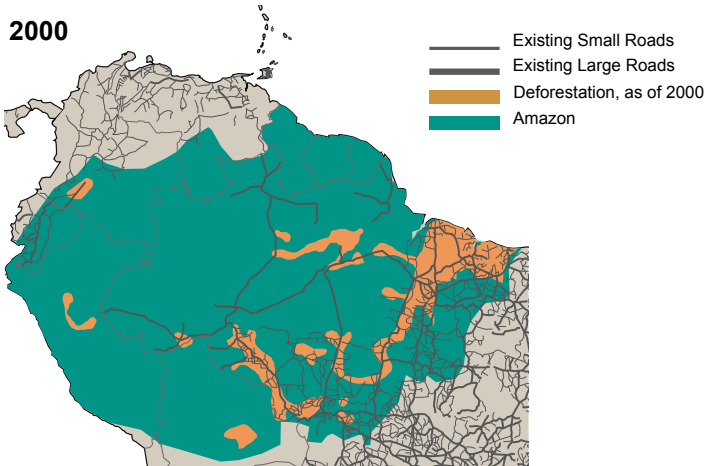 2000
Existing Small Roads
Existing Large Roads
Deforestation, as of 2000
Amazon